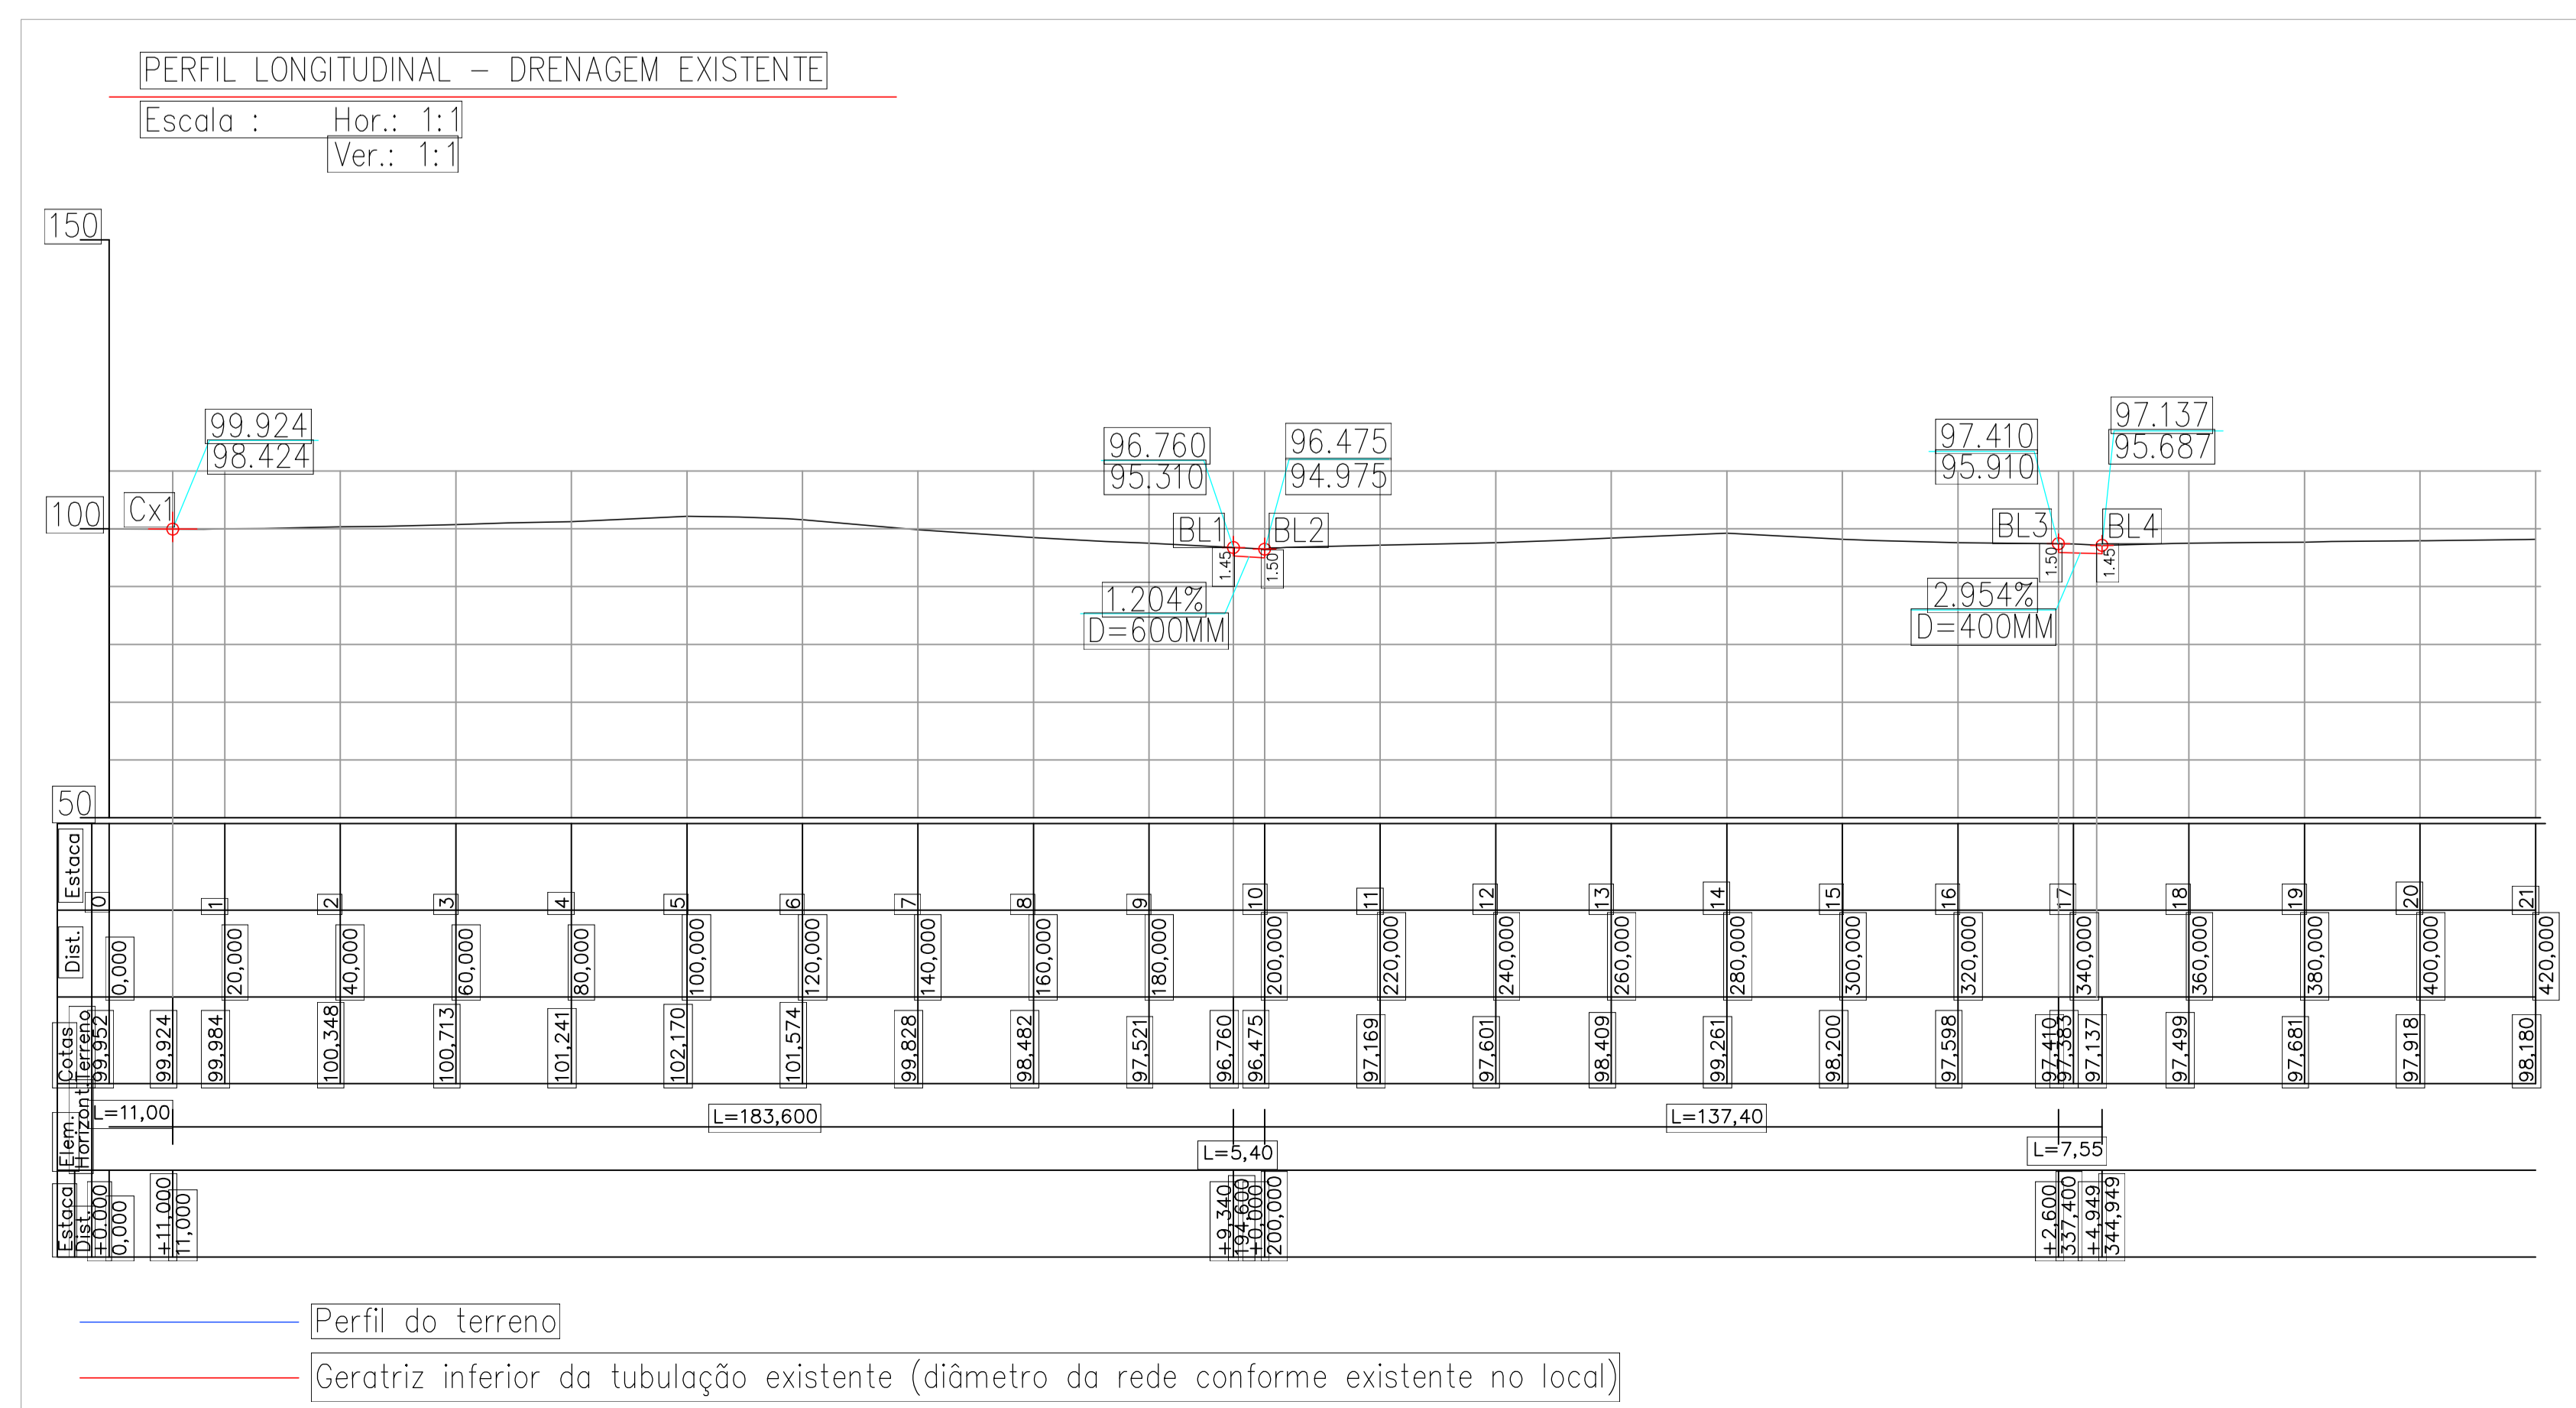 PERFIL LONGITUDINAL - DRENAGEM EXISTENTE
Escala : Hor.: 1:1
Ver.: 1:1
150
100
50
Cx1
99.924
98.424
BL1
96.760
95.310
1.45
BL2
96.475
94.975
1.50
1.204%
D=600MM
BL3
97.410
95.910
1.50
BL4
97.137
95.687
1.45
2.954%
D=400MM
Estaca 0 1 2 3 4 5 6 7 8 9 10 11 12 13 14 15 16 17 18 19 20 21
Dist. 0,000 20,000 40,000 60,000 80,000 100,000 120,000 140,000 160,000 180,000 200,000 220,000 240,000 260,000 280,000 300,000 320,000 340,000 360,000 380,000 400,000 420,000
Cotas
Terreno
99,952 99,924 99,984 100,348 100,713 101,241 102,170 101,574 99,828 98,482 97,521 96,760 96,475 97,169 97,601 98,409 99,261 98,200 97,598 97,410 97,383 97,137 97,499 97,681 97,918 98,180
Elem.
Horizont.
L=11,00 L=183,600 L=5,40 L=137,40 L=7,55
Estaca
Dist.
+0.000 +11,000 +9,340 +0,000 +2,600 +4,949
0,000 11,000 194,600 200,000 337,400 344,949
Perfil do terreno
Geratriz inferior da tubulação existente (diâmetro da rede conforme existente no local)